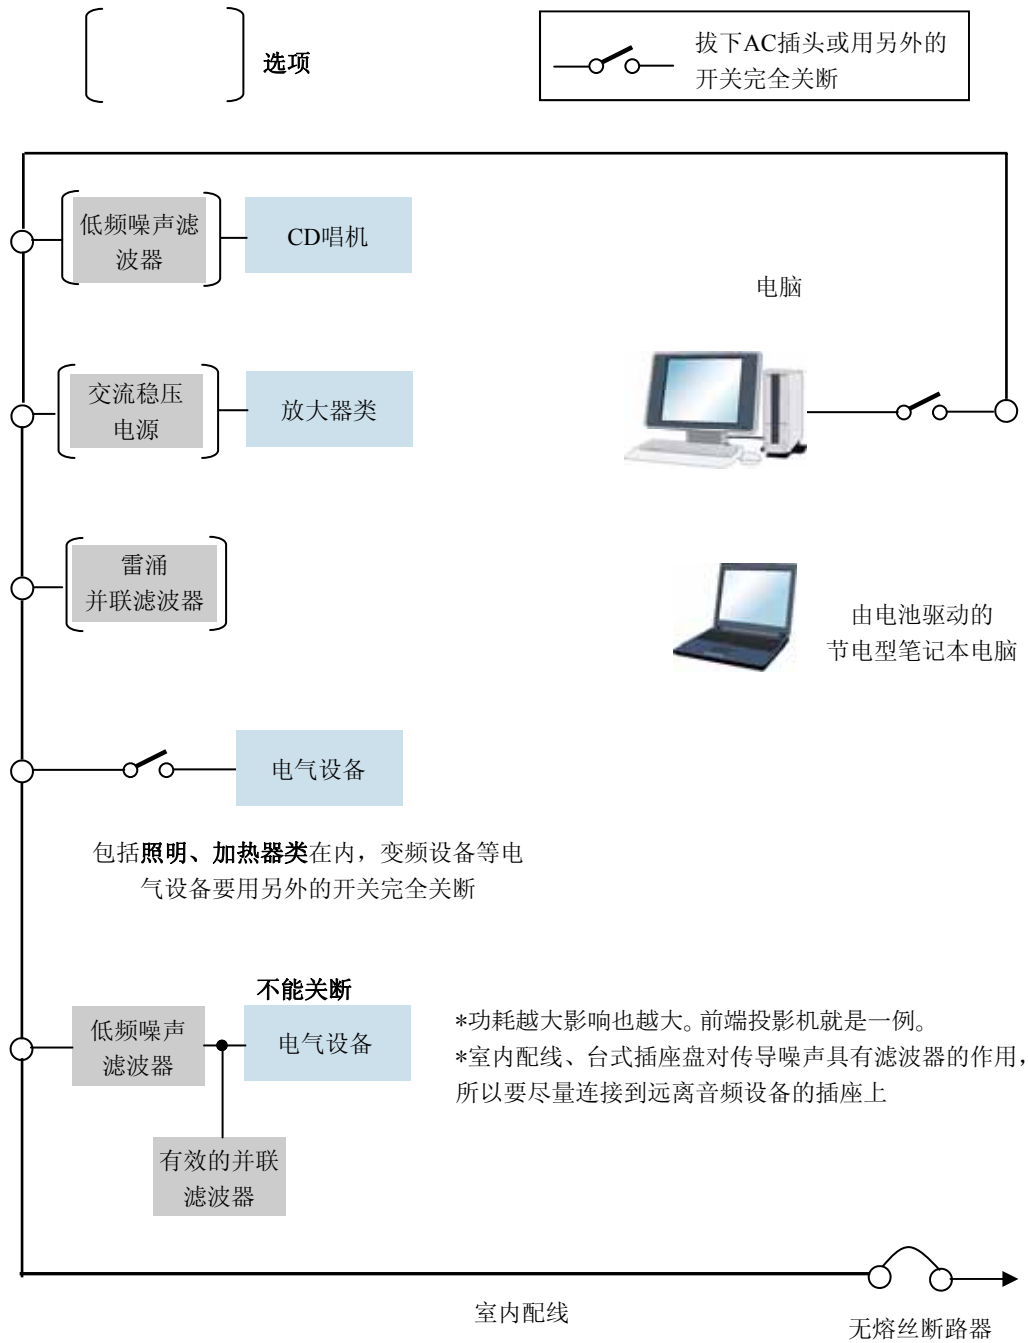 选项
拔下AC插头或用另外的
开关完全关断
低频噪声滤
波器
CD唱机
电脑
交流稳压
电源
放大器类
雷涌
并联滤波器
由电池驱动的
节电型笔记本电脑
电气设备
包括照明、加热器类在内，变频设备等电
气设备要用另外的开关完全关断
不能关断
低频噪声
滤波器
电气设备
*功耗越大影响也越大。前端投影机就是一例。
*室内配线、台式插座盘对传导噪声具有滤波器的作用，
所以要尽量连接到远离音频设备的插座上
有效的并联
滤波器
室内配线
无熔丝断路器